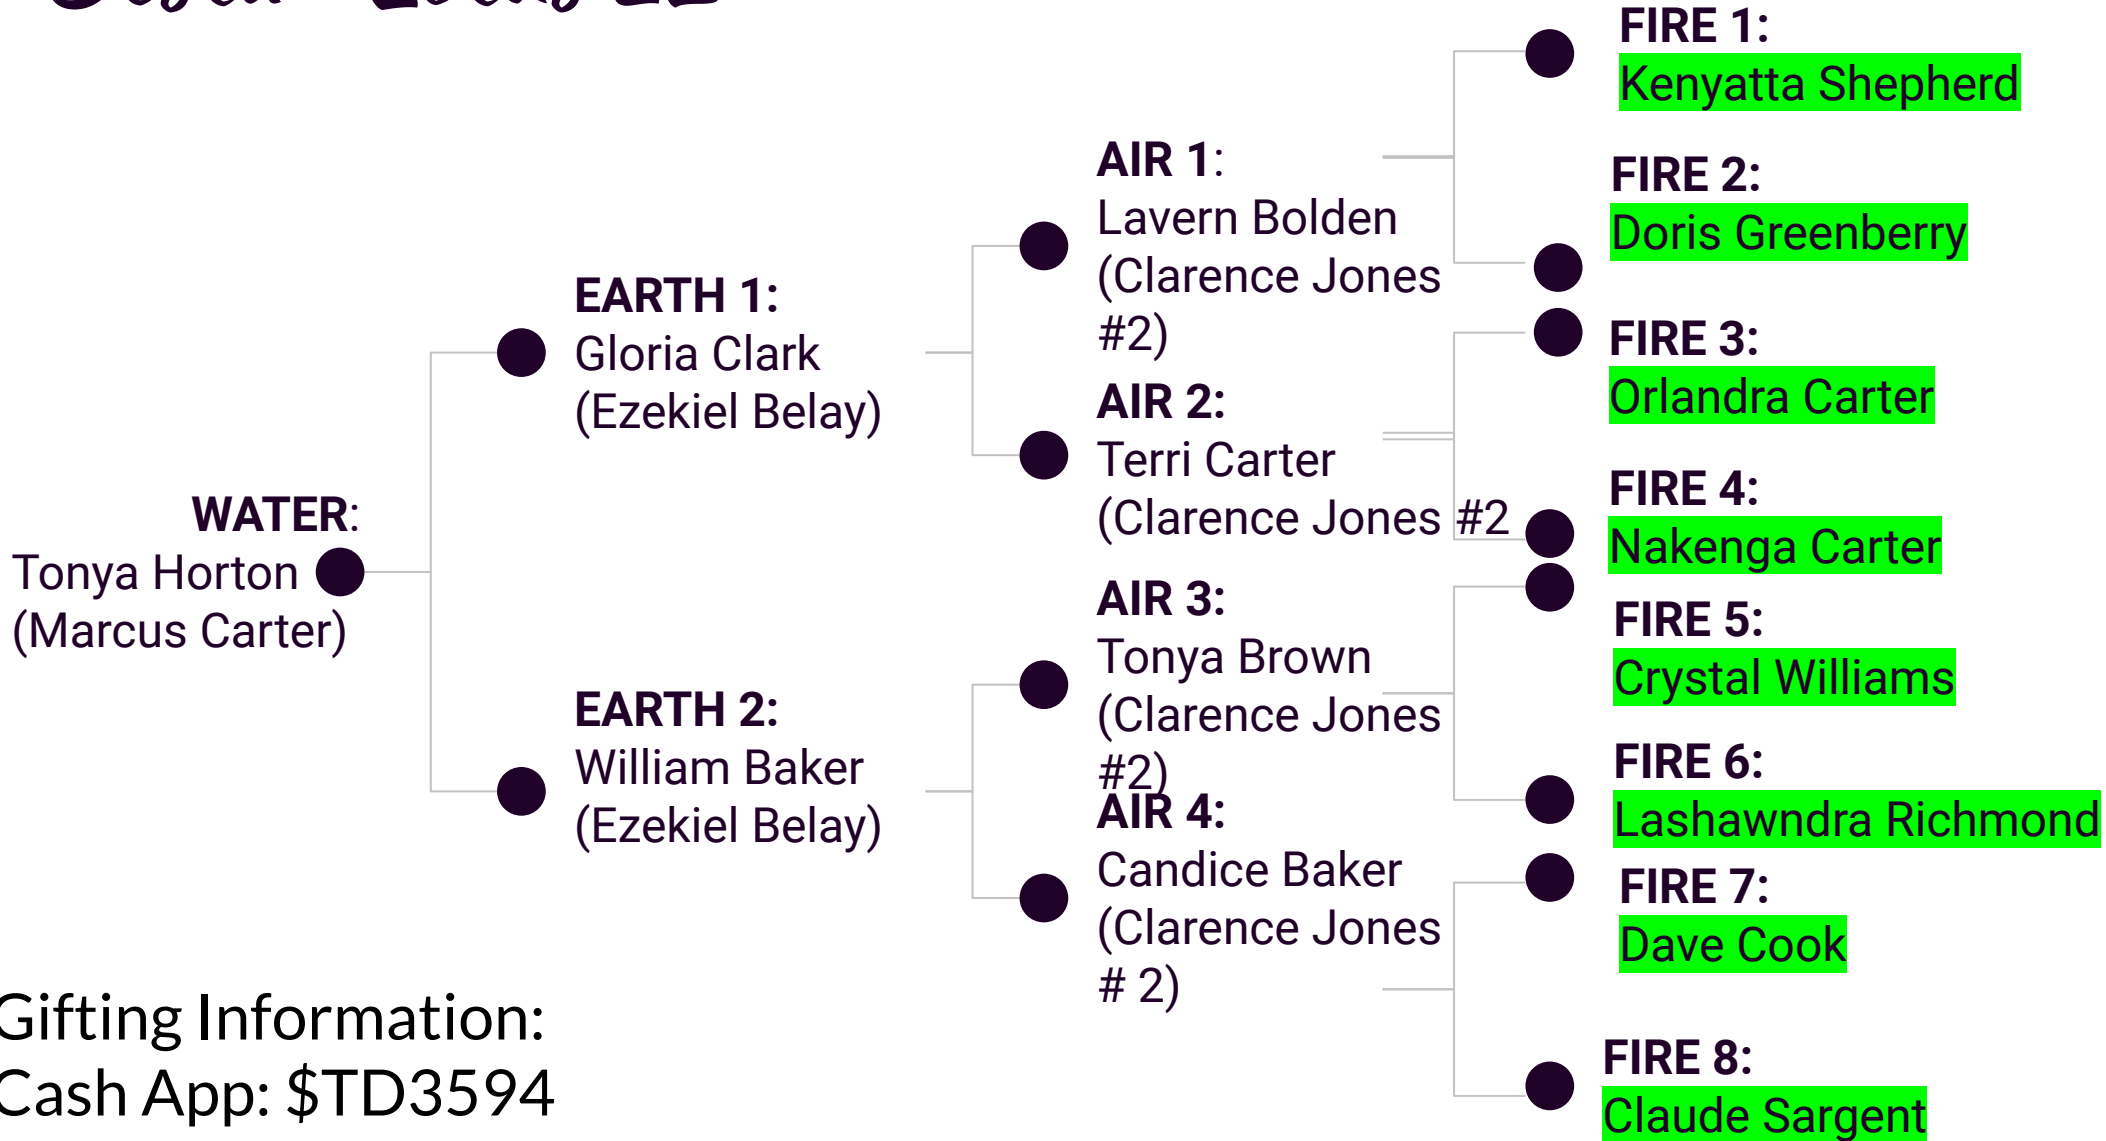 WATER:
Tonya Horton
(Marcus Carter)
EARTH 1:
Gloria Clark
(Ezekiel Belay)
EARTH 2:
William Baker
(Ezekiel Belay)
AIR 1:
Lavern Bolden
(Clarence Jones
#2)
AIR 2:
Terri Carter
(Clarence Jones #2
AIR 3:
Tonya Brown
(Clarence Jones
#2)
AIR 4:
Candice Baker
(Clarence Jones
# 2)
FIRE 1:
Kenyatta Shepherd
FIRE 2:
Doris Greenberry
FIRE 3:
Orlandra Carter
FIRE 4:
Nakenga Carter
FIRE 5:
Crystal Williams
FIRE 6:
Lashawndra Richmond
FIRE 7:
Dave Cook
FIRE 8:
Claude Sargent
Gifting Information:
Cash App: $TD3594